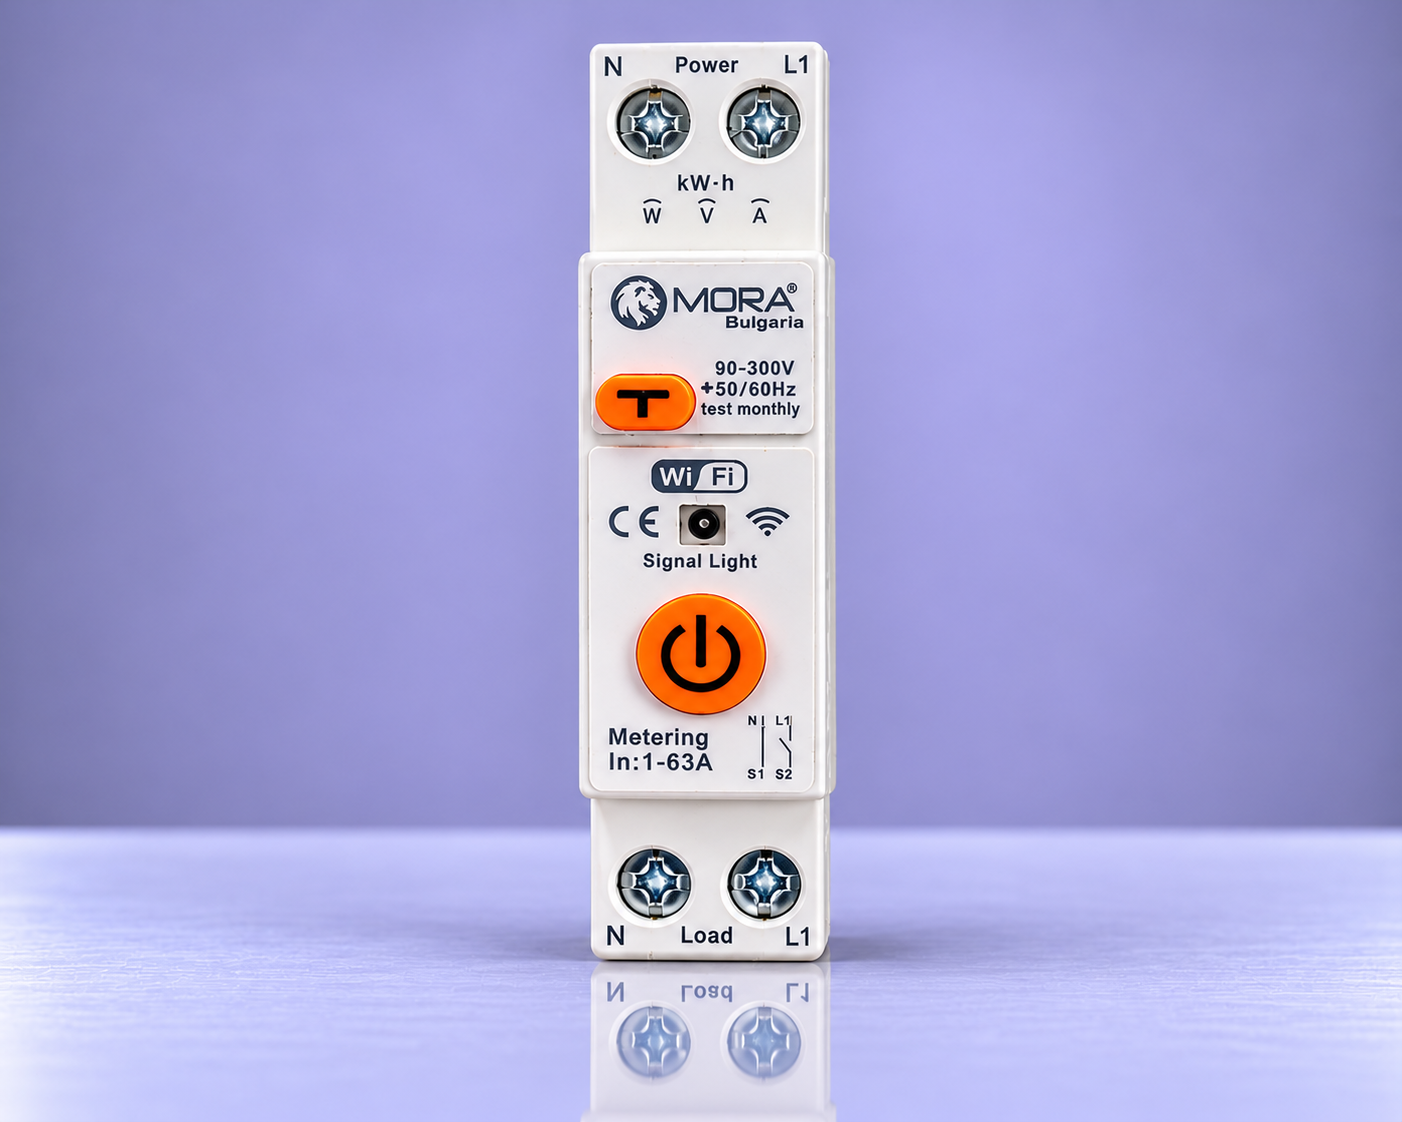 N Power L1
kW·h
W V A
MORA®
Bulgaria
90-300V
+50/60Hz
T test monthly
Wi Fi
CE
Signal Light
Metering
In:1-63A
N L1
S1 S2
N Load L1